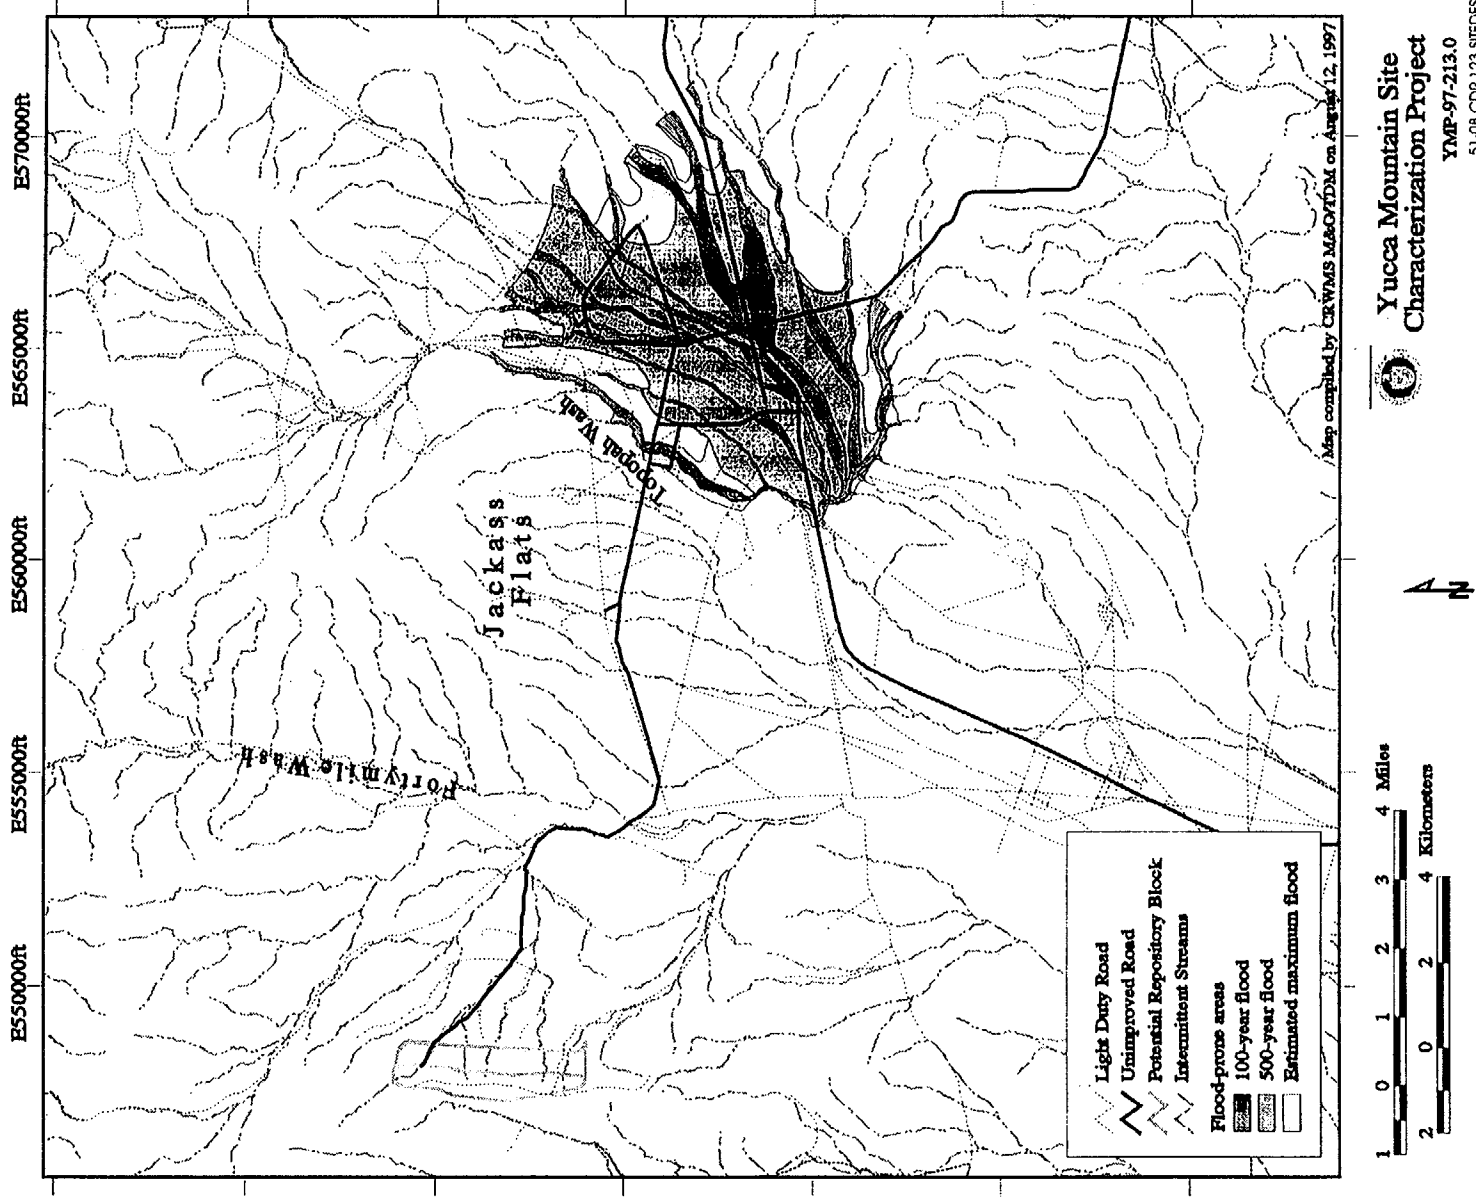 E550000ft
E555000ft
E560000ft
E565000ft
E570000ft
Fortymile Wash
Jackass
Flats
Topopah Wash
Light Duty Road
Unimproved Road
Potential Repository Block
Intermittent Streams
Flood-prone areas
100-year flood
500-year flood
Estimated maximum flood
Map compiled by CRWMS M&O/TDM on August 12, 1997
1 0 1 2 3 4 Miles
2 0 2 4 Kilometers
N
Yucca Mountain Site
Characterization Project
YMP-97-213.0